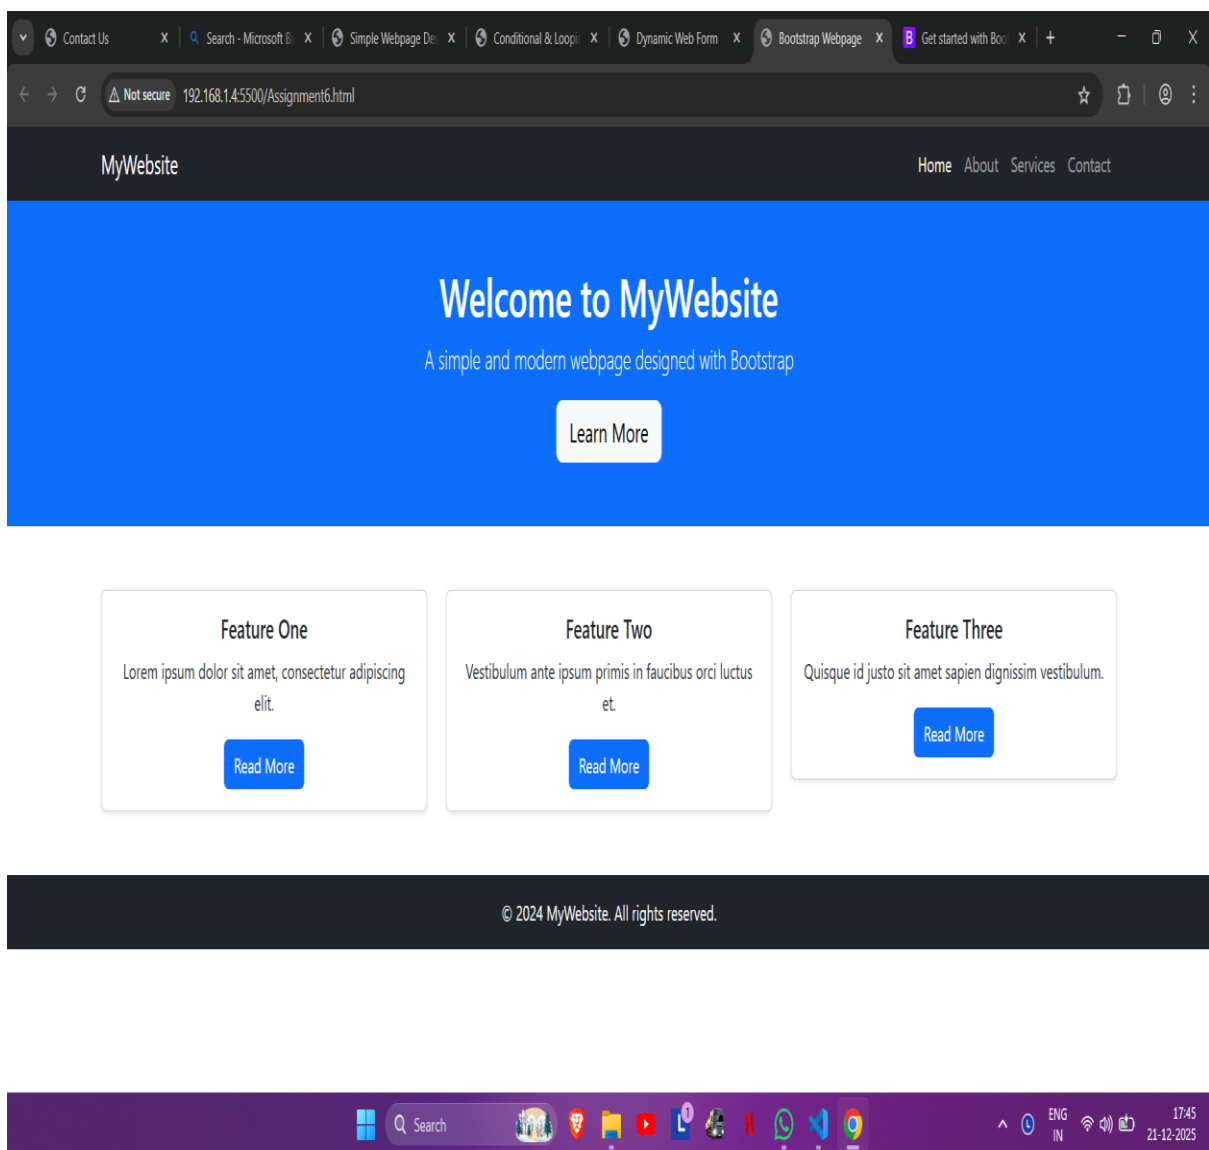 Contact Us
Search - Microsoft B
Simple Webpage De
Conditional & Loopi
Dynamic Web Form
Bootstrap Webpage
Get started with Boo
Not secure 192.168.1.4:5500/Assignment6.html
MyWebsite
Home About Services Contact
Welcome to MyWebsite
A simple and modern webpage designed with Bootstrap
Learn More
Feature One
Lorem ipsum dolor sit amet, consectetur adipiscing
elit.
Read More
Feature Two
Vestibulum ante ipsum primis in faucibus orci luctus
et.
Read More
Feature Three
Quisque id justo sit amet sapien dignissim vestibulum.
Read More
© 2024 MyWebsite. All rights reserved.
Search
1
ENG
IN
17:45
21-12-2025